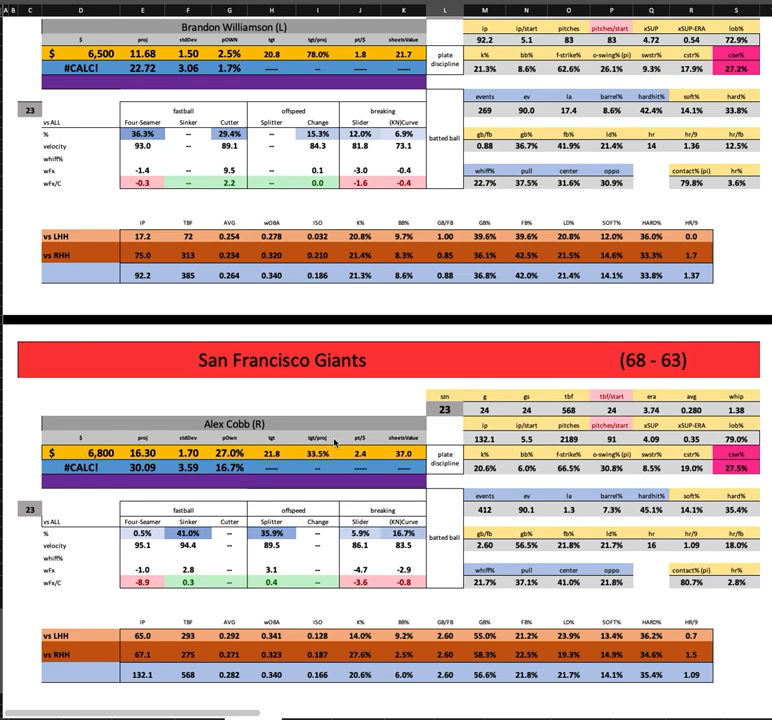 A B C D E F G H I J K L M N O P Q R S T
Brandon Williamson (L) ip ip/start pitches pitches/start xSUP xSUP-ERA lob%
$ proj stdDev pOWN tgt tgt/proj pt/$ sheetsValue 92.2 5.1 83 83 4.72 0.54 72.9%
$ 6,500 11.68 1.50 2.5% 20.8 78.0% 1.8 21.7 plate discipline k% bb% f-strike% o-swing% (pi) swstr% cstr% csw%
#CALC! 22.72 3.06 1.7% ---- ---- ---- ---- 21.3% 8.6% 62.6% 26.1% 9.3% 17.9% 27.2%
events ev la barrel% hardhit% soft% hard%
23 fastball offspeed breaking 269 90.0 17.4 8.6% 42.4% 14.1% 33.8%
vs ALL Four-Seamer Sinker Cutter Splitter Change Slider (KN)Curve
% 36.3% -- 29.4% -- 15.3% 12.0% 6.9% batted ball gb/fb gb% fb% ld% hr hr/9 hr/fb
velocity 93.0 -- 89.1 -- 84.3 81.8 73.1 0.88 36.7% 41.9% 21.4% 14 1.36 12.5%
whiff%
wFx -1.4 9.5 0.1 -3.0 -0.4 whiff% pull center oppo contact% (pi) hr%
wFx/C -0.3 -- 2.2 -- 0.0 -1.6 -0.4 22.7% 37.5% 31.6% 30.9% 79.8% 3.6%
IP TBF AVG wOBA ISO K% BB% GB/FB GB% FB% LD% SOFT% HARD% HR/9
vs LHH 17.2 72 0.254 0.278 0.032 20.8% 9.7% 1.00 39.6% 39.6% 20.8% 12.0% 36.0% 0.0
vs RHH 75.0 313 0.234 0.320 0.210 21.4% 8.3% 0.85 36.1% 42.5% 21.5% 14.6% 33.3% 1.7
92.2 385 0.264 0.340 0.186 21.3% 8.6% 0.88 36.8% 42.0% 21.4% 14.1% 33.8% 1.37
San Francisco Giants (68 - 63)
szn g gs tbf tbf/start era avg whip
23 24 24 568 24 3.74 0.280 1.38
Alex Cobb (R) ip ip/start pitches pitches/start xSUP xSUP-ERA lob%
$ proj stdDev pOwn tgt tgt/proj pt/$ sheetsValue 132.1 5.5 2189 91 4.09 0.35 79.0%
$ 6,800 16.30 1.70 27.0% 21.8 33.5% 2.4 37.0 plate discipline k% bb% f-strike% o-swing% (pi) swstr% cstr% csw%
#CALC! 30.09 3.59 16.7% ---- ---- ---- ---- 20.6% 6.0% 66.5% 30.8% 8.5% 19.0% 27.5%
events ev la barrel% hardhit% soft% hard%
23 fastball offspeed breaking 412 90.1 1.3 7.3% 45.1% 14.1% 35.4%
vs ALL Four-Seamer Sinker Cutter Splitter Change Slider (KN)Curve
% 0.5% 41.0% -- 35.9% -- 5.9% 16.7% batted ball gb/fb gb% fb% ld% hr hr/9 hr/fb
velocity 95.1 94.4 -- 89.5 -- 86.1 83.5 2.60 56.5% 21.8% 21.7% 16 1.09 18.0%
whiff%
wFx -1.0 2.8 3.1 -4.7 -2.9 whiff% pull center oppo contact% (pi) hr%
wFx/C -8.9 0.3 -- 0.4 -- -3.6 -0.8 21.7% 37.1% 41.0% 21.8% 80.7% 2.8%
IP TBF AVG wOBA ISO K% BB% GB/FB GB% FB% LD% SOFT% HARD% HR/9
vs LHH 65.0 293 0.292 0.341 0.128 14.0% 9.2% 2.60 55.0% 21.2% 23.9% 13.4% 36.2% 0.7
vs RHH 67.1 275 0.271 0.323 0.187 27.6% 2.5% 2.60 58.3% 22.5% 19.3% 14.9% 34.6% 1.5
132.1 568 0.282 0.340 0.166 20.6% 6.0% 2.60 56.6% 21.8% 21.7% 14.1% 35.4% 1.09